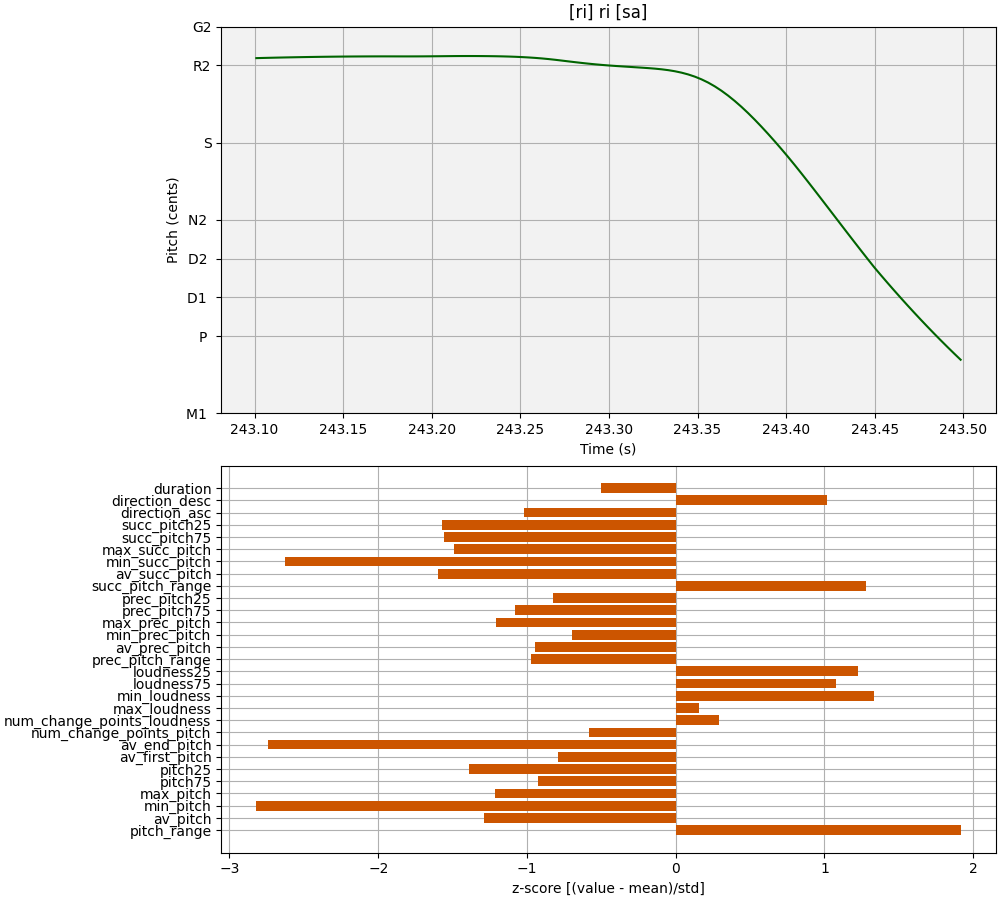 [ri] ri [sa]
G2
R2
S
N2
D2
D1
P
M1
Pitch (cents)
243.10 243.15 243.20 243.25 243.30 243.35 243.40 243.45 243.50
Time (s)
duration
direction_desc
direction_asc
succ_pitch25
succ_pitch75
max_succ_pitch
min_succ_pitch
av_succ_pitch
succ_pitch_range
prec_pitch25
prec_pitch75
max_prec_pitch
min_prec_pitch
av_prec_pitch
prec_pitch_range
loudness25
loudness75
min_loudness
max_loudness
num_change_points_loudness
num_change_points_pitch
av_end_pitch
av_first_pitch
pitch25
pitch75
max_pitch
min_pitch
av_pitch
pitch_range
−3 −2 −1 0 1 2
z-score [(value - mean)/std]